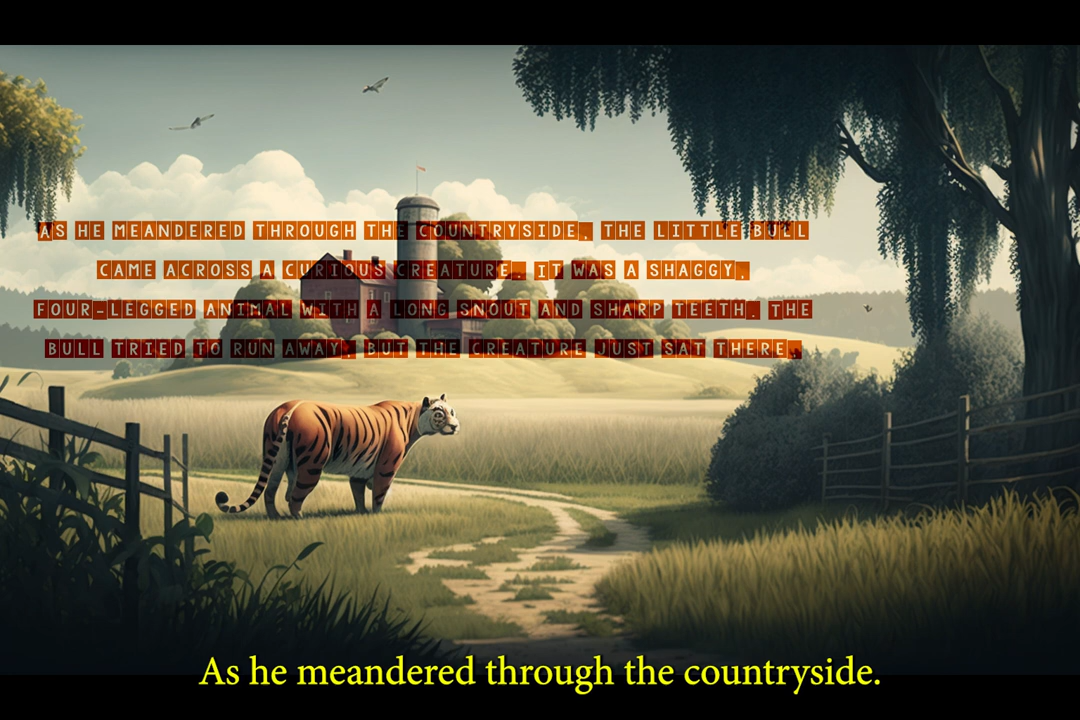 AS HE MEANDERED THROUGH THE COUNTRYSIDE, THE LITTLE BULL
CAME ACROSS A CURIOUS CREATURE. IT WAS A SHAGGY,
FOUR-LEGGED ANIMAL WITH A LONG SNOUT AND SHARP TEETH. THE
BULL TRIED TO RUN AWAY, BUT THE CREATURE JUST SAT THERE.
As he meandered through the countryside.